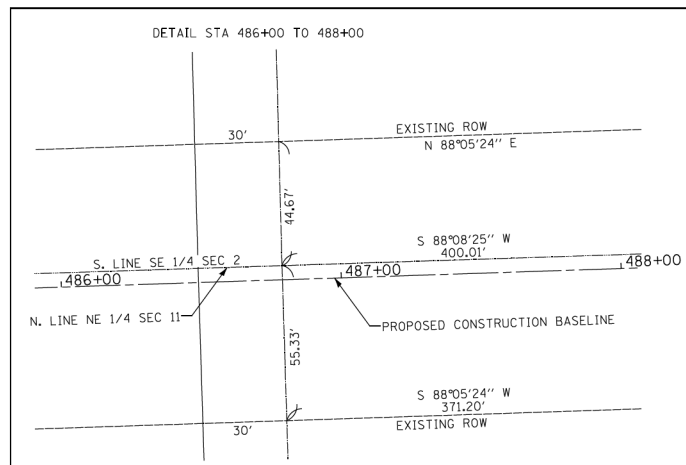 DETAIL STA 486+00 TO 488+00
30'
EXISTING ROW
N 88°05'24" E
44.67'
S. LINE SE 1/4 SEC 2
S 88°08'25" W
400.01'
486+00
487+00
488+00
N. LINE NE 1/4 SEC 11
PROPOSED CONSTRUCTION BASELINE
55.33'
S 88°05'24" W
371.20'
30'
EXISTING ROW